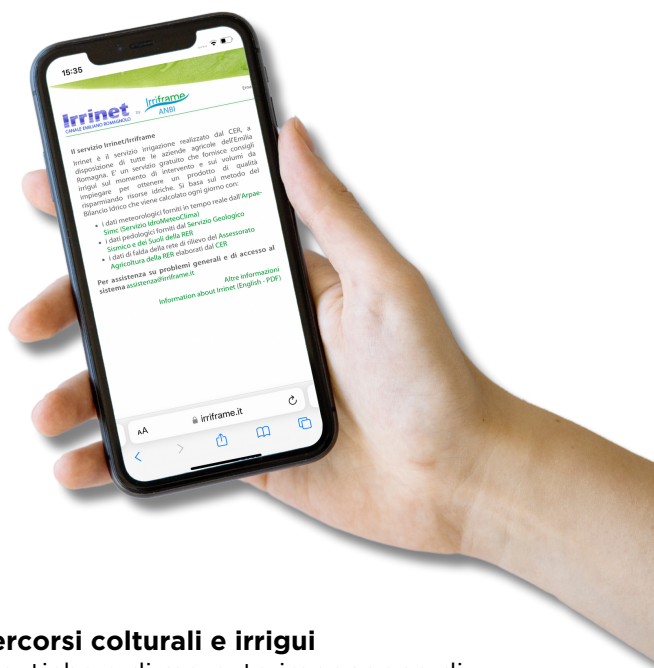 15:35
Irrinet
CANALE EMILIANO ROMAGNOLO
by
Irriframe
ANBI
Il servizio Irrinet/Irriframe
Irrinet è il servizio irrigazione realizzato dal CER, a
disposizione di tutte le aziende agricole dell'Emilia
Romagna. E' un servizio gratuito che fornisce consigli
irrigui sul momento di intervento e sui volumi da
impiegare per ottenere un prodotto di qualità
risparmiando risorse idriche. Si basa sul metodo del
Bilancio Idrico che viene calcolato ogni giorno con:
• i dati meteorologici forniti in tempo reale dall'Arpae-
Simc (Servizio IdroMeteoClima)
• i dati pedologici forniti dal Servizio Geologico
Sismico e dei Suoli della RER
• i dati di falda della rete di rilievo del Assessorato
Agricoltura della RER elaborati dal CER
Per assistenza su problemi generali e di accesso al
sistema assistenza@irriframe.it
Altre informazioni
Information about Irrinet (English - PDF)
AA
irriframe.it
ercorsi colturali e irrigui